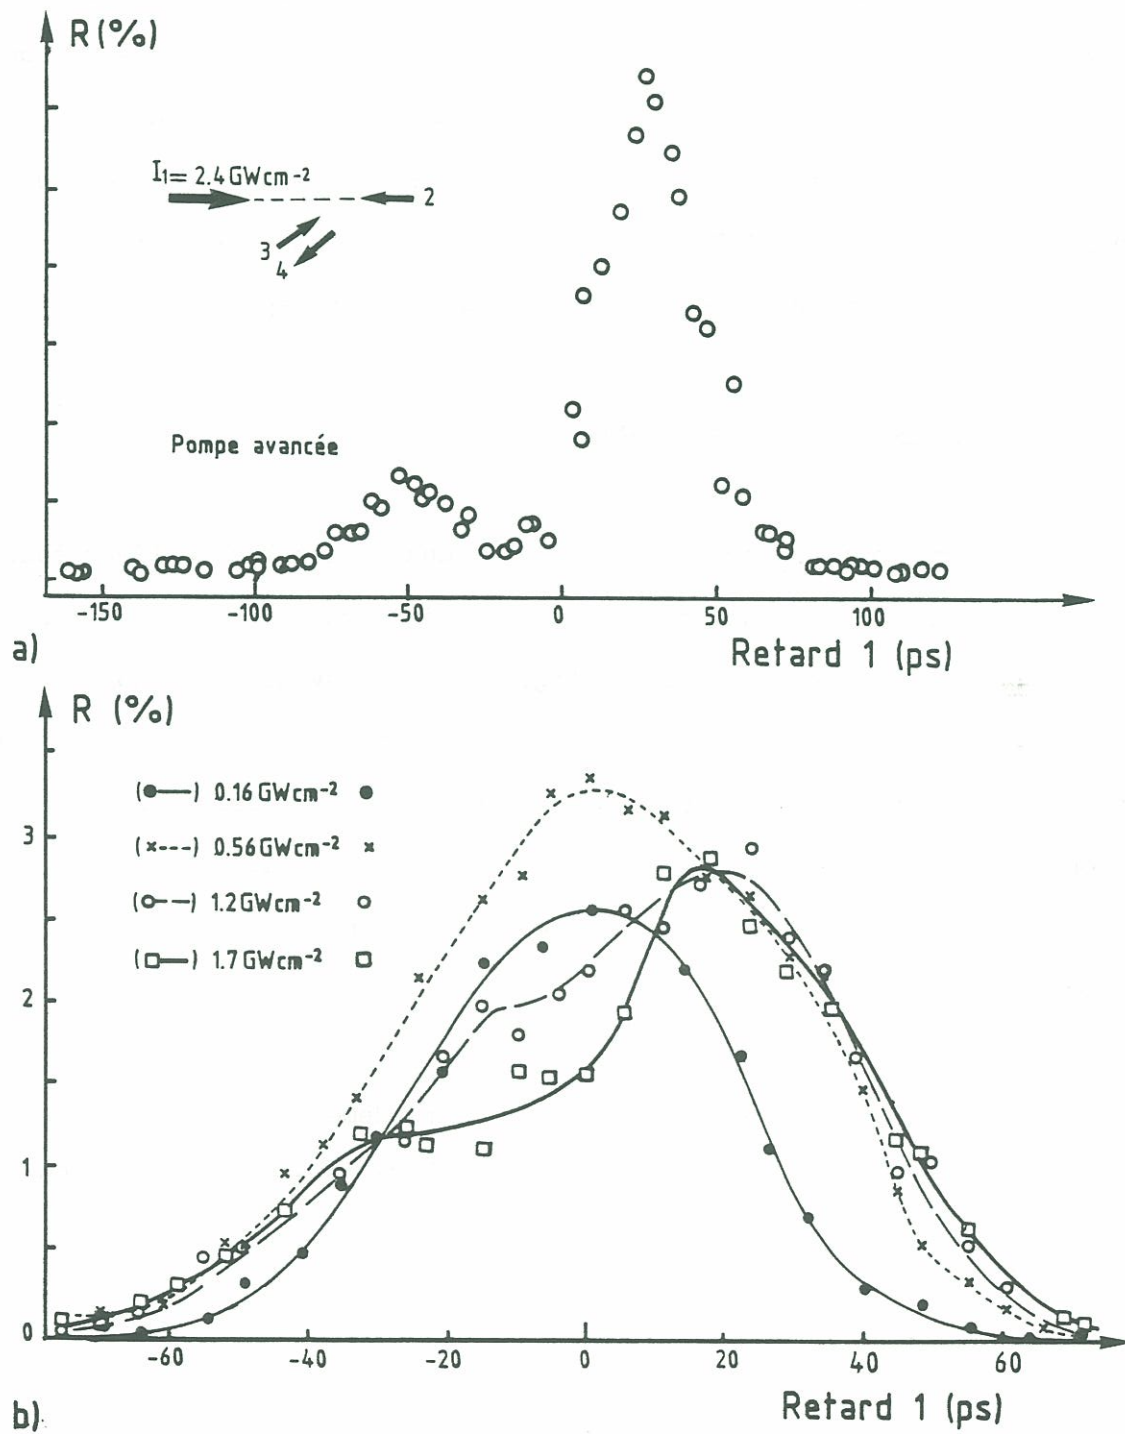 R (%)
I₁= 2.4 GWcm⁻²
2
3
4
Pompe avancée
-150 -100 -50 0 50 100
a) Retard 1 (ps)
R (%)
(●—) 0.16 GWcm⁻² ●
(x---) 0.56 GWcm⁻² x
3
(o— —) 1.2 GWcm⁻² o
(□—) 1.7 GWcm⁻² □
2
1
0
-60 -40 -20 0 20 40 60
b) Retard 1 (ps)